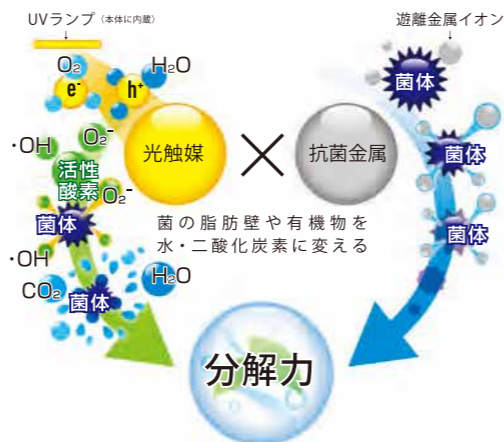 UVランプ（本体に内蔵）
遊離金属イオン
O₂
H₂O
e⁻
h⁺
菌体
・OH
O₂⁻
光触媒
×
抗菌金属
活性
酸素
菌体
O₂⁻
菌体
菌の脂肪壁や有機物を
水・二酸化炭素に変える
菌体
・OH
CO₂
H₂O
菌体
分解力